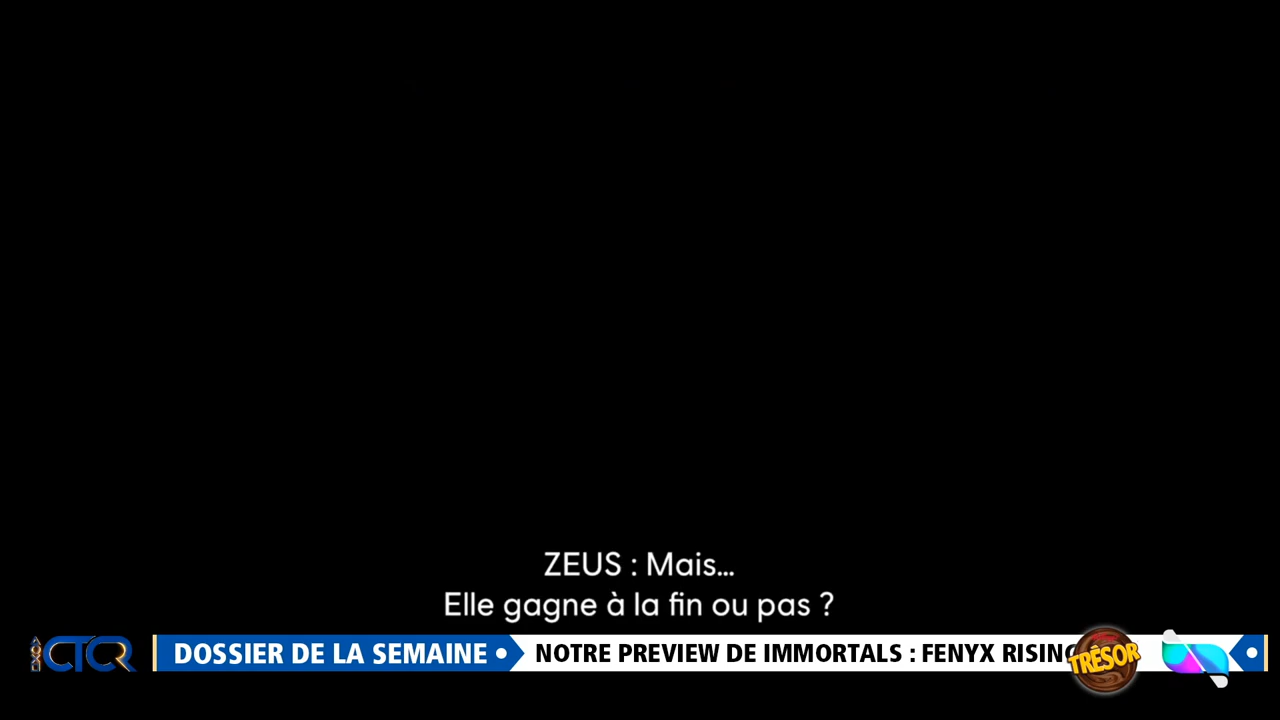 ZEUS : Mais...
Elle gagne à la fin ou pas ?
CTCR
DOSSIER DE LA SEMAINE
NOTRE PREVIEW DE IMMORTALS : FENYX RISING
TRÉSOR